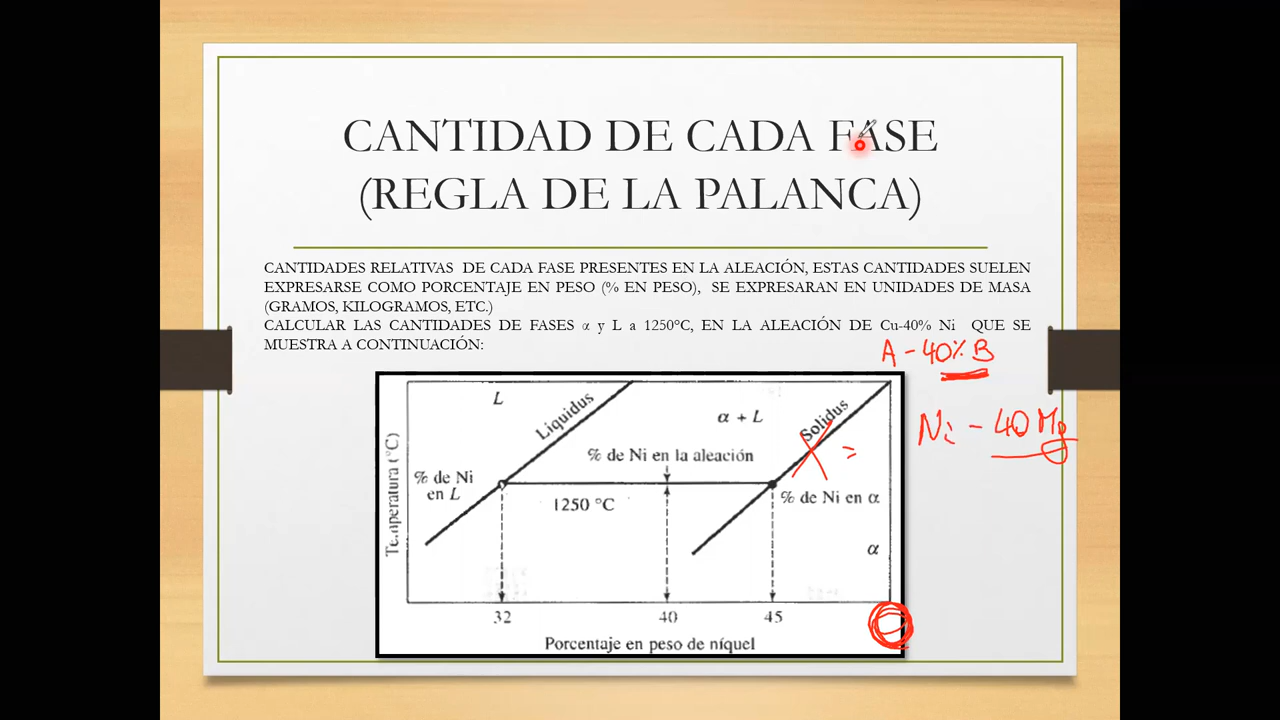 CANTIDAD DE CADA FASE
(REGLA DE LA PALANCA)
CANTIDADES RELATIVAS DE CADA FASE PRESENTES EN LA ALEACIÓN, ESTAS CANTIDADES SUELEN
EXPRESARSE COMO PORCENTAJE EN PESO (% EN PESO), SE EXPRESARAN EN UNIDADES DE MASA
(GRAMOS, KILOGRAMOS, ETC.)
CALCULAR LAS CANTIDADES DE FASES α y L a 1250°C, EN LA ALEACIÓN DE Cu-40% Ni QUE SE
MUESTRA A CONTINUACIÓN:
A - 40% B
Ni - 40 Mg
L
Liquidus
α + L
Solidus
% de Ni en la aleación
% de Ni
en L
1250 °C
% de Ni en α
α
Temperatura (°C)
32 40 45
Porcentaje en peso de níquel